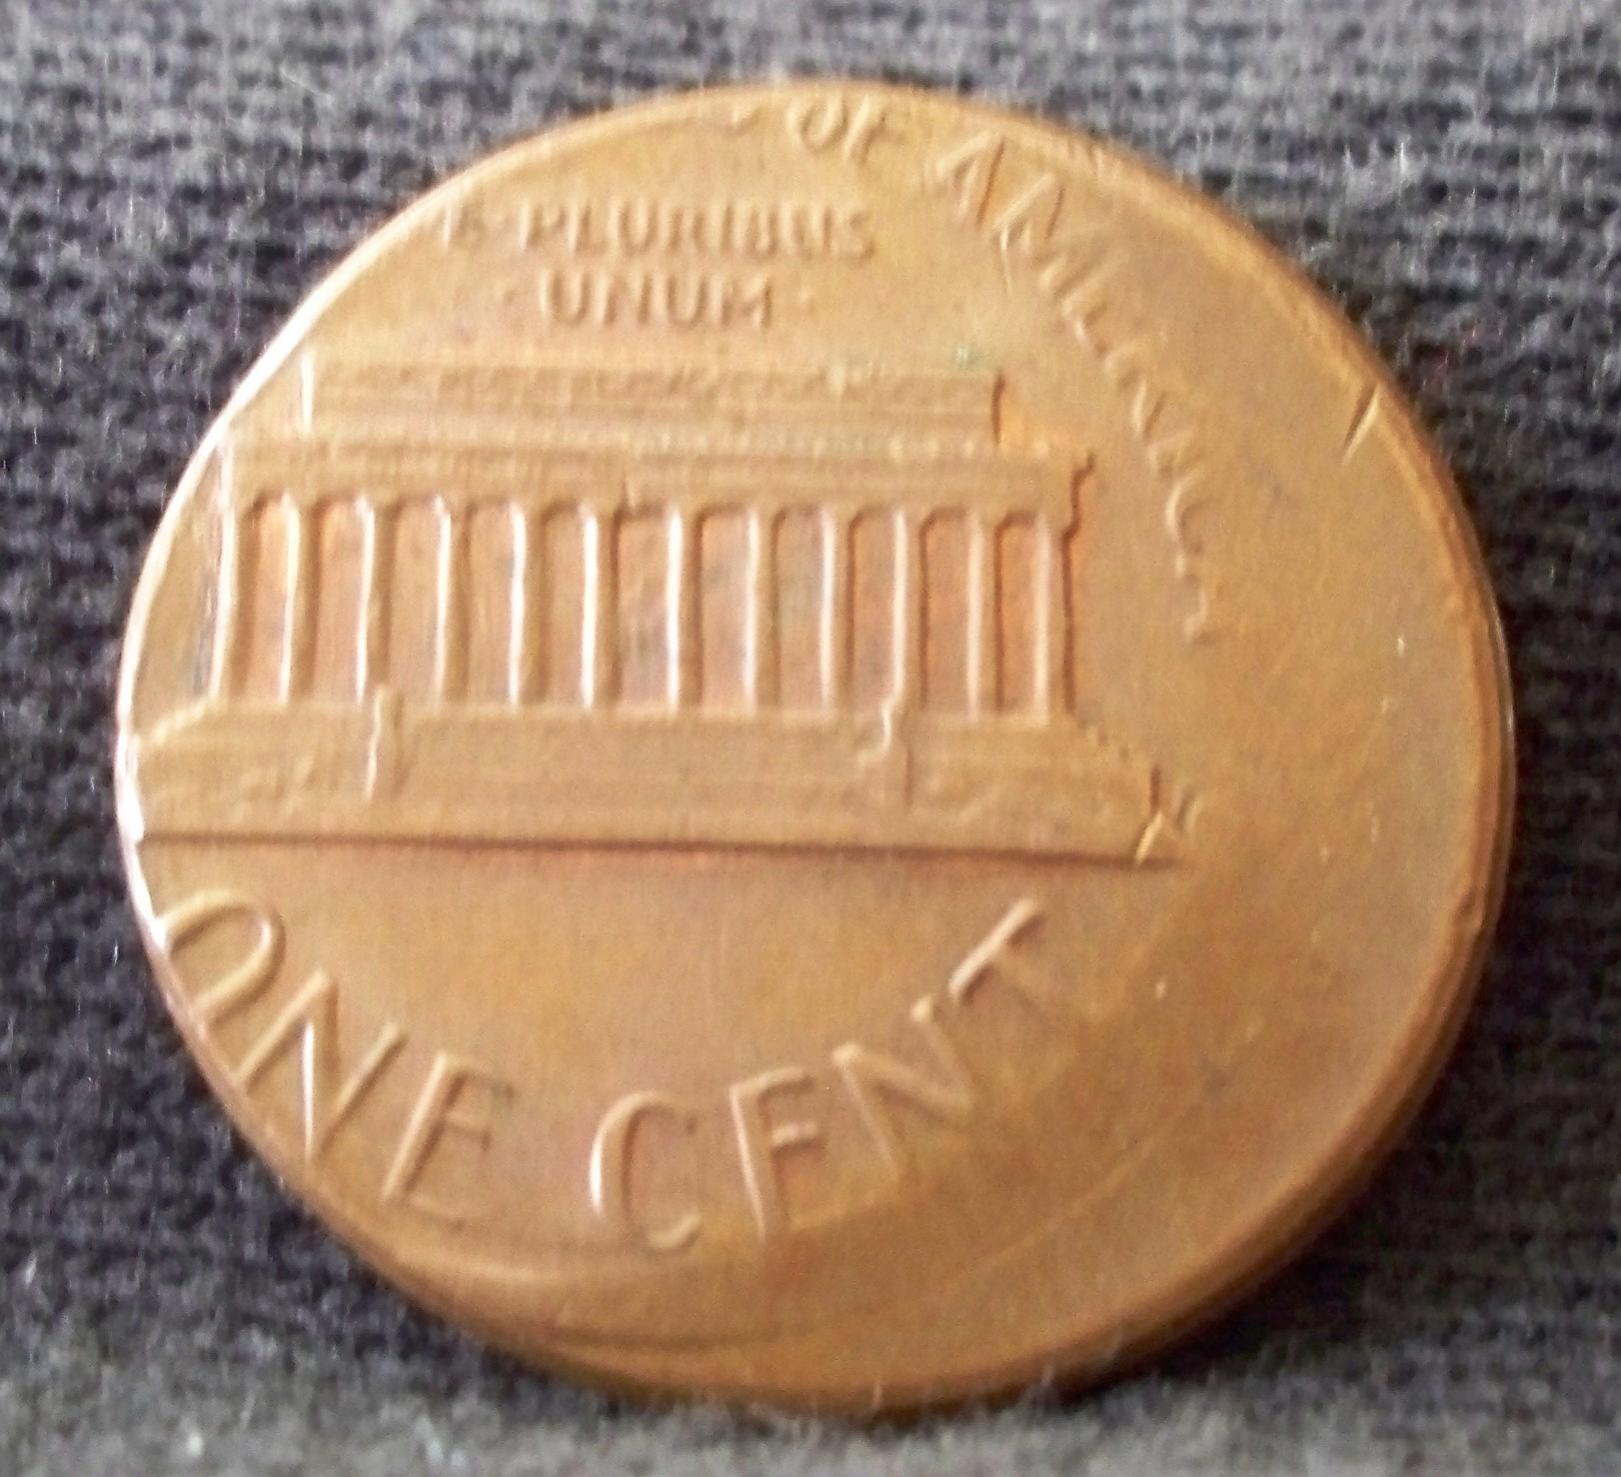 OF AMERICA
E PLURIBUS
UNUM
ONE CENT